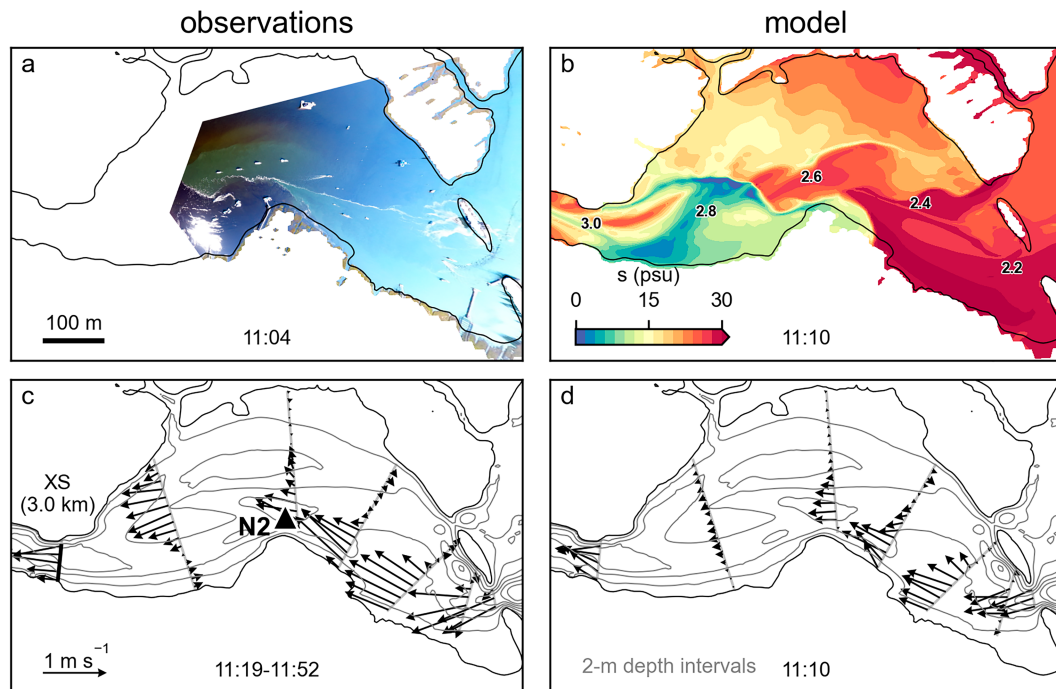 observations
model
a
b
2.6
2.4
2.8
3.0
2.2
s (psu)
0 15 30
100 m
11:04
11:10
c
d
XS
(3.0 km)
N2
1 m s⁻¹
11:19-11:52
2-m depth intervals
11:10